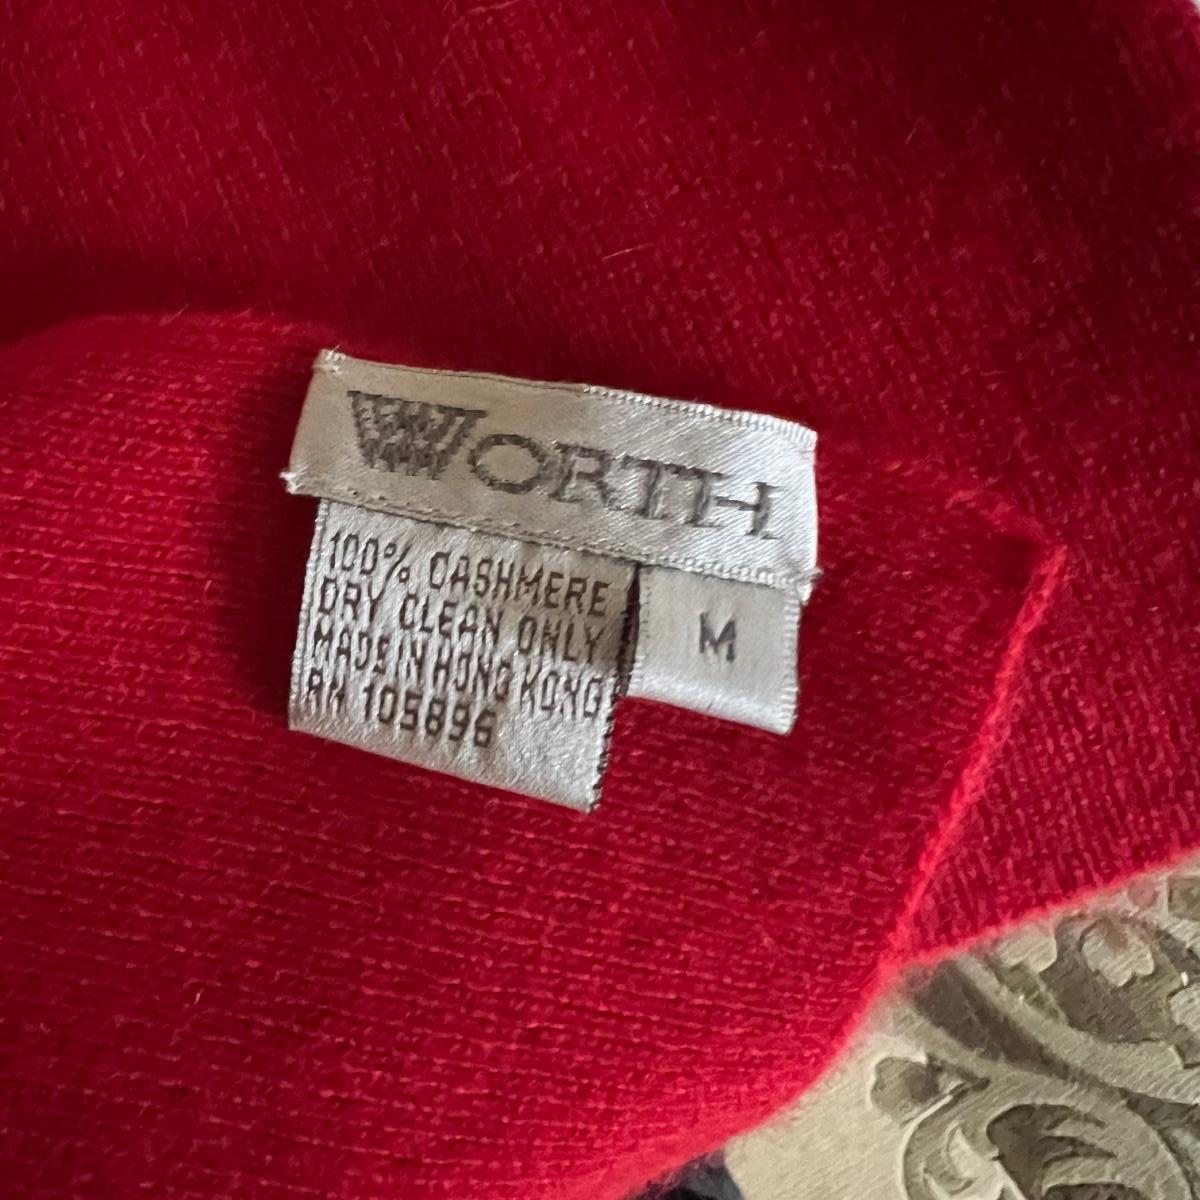 WORTH
100% CASHMERE
DRY CLEAN ONLY
MADE IN HONG KONG
RN 105896
M